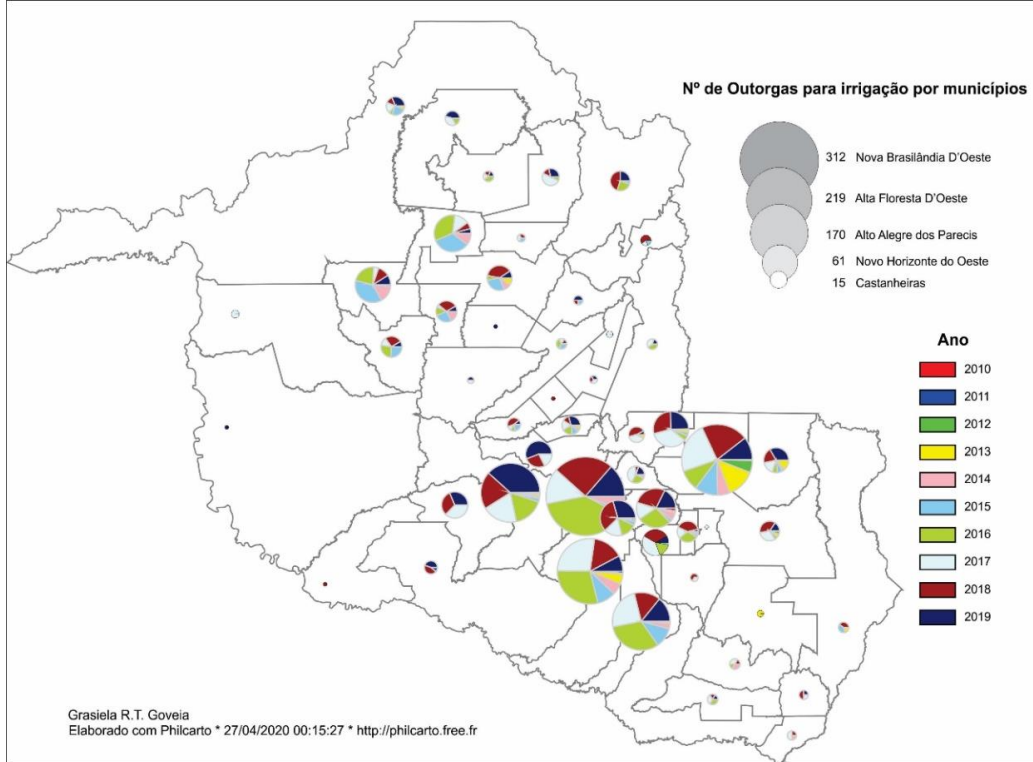 Nº de Outorgas para irrigação por municípios
312 Nova Brasilândia D'Oeste
219 Alta Floresta D'Oeste
170 Alto Alegre dos Parecis
61 Novo Horizonte do Oeste
15 Castanheiras
Ano
2010
2011
2012
2013
2014
2015
2016
2017
2018
2019
Grasiela R.T. Goveia
Elaborado com Philcarto * 27/04/2020 00:15:27 * http://philcarto.free.fr